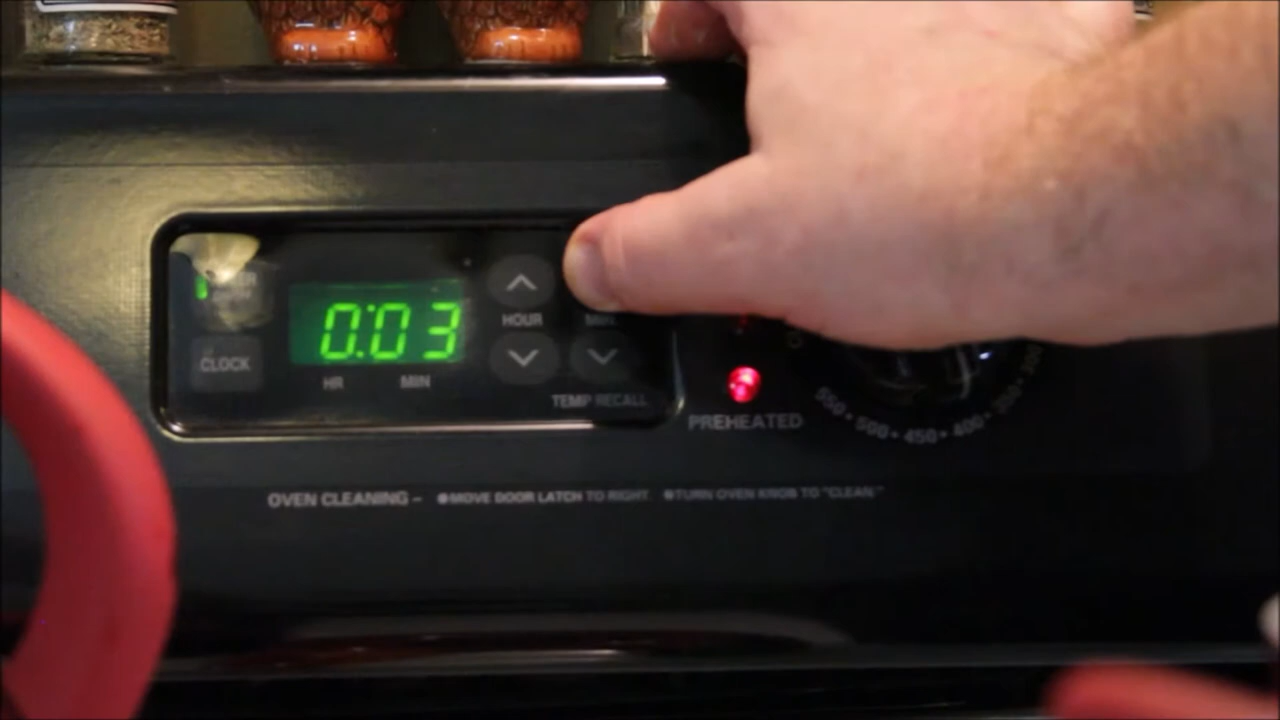 0:03
HOUR
CLOCK
HR MIN
TEMP RECALL
PREHEATED
550 • 500 • 450 • 400 •
OVEN CLEANING – ●MOVE DOOR LATCH TO RIGHT. ●TURN OVEN KNOB TO "CLEAN"